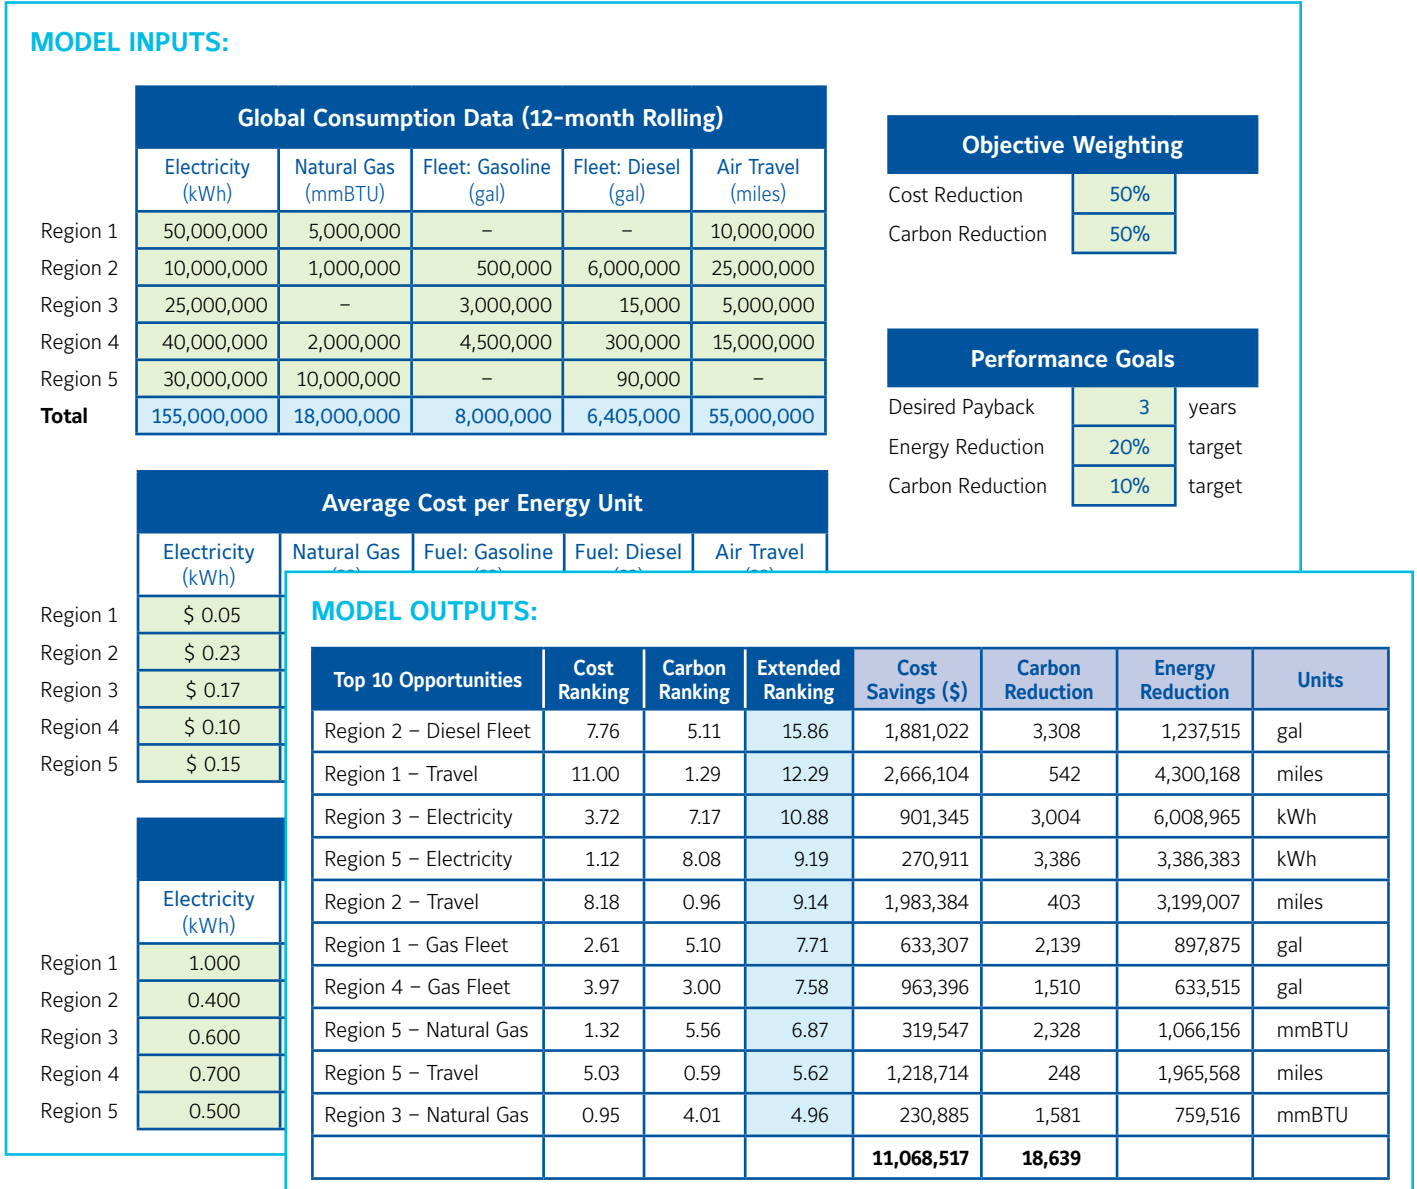 MODEL INPUTS:
Global Consumption Data (12-month Rolling)
Electricity (kWh) Natural Gas (mmBTU) Fleet: Gasoline (gal) Fleet: Diesel (gal) Air Travel (miles)
Region 1 50,000,000 5,000,000 – – 10,000,000
Region 2 10,000,000 1,000,000 500,000 6,000,000 25,000,000
Region 3 25,000,000 – 3,000,000 15,000 5,000,000
Region 4 40,000,000 2,000,000 4,500,000 300,000 15,000,000
Region 5 30,000,000 10,000,000 – 90,000 –
Total 155,000,000 18,000,000 8,000,000 6,405,000 55,000,000
Objective Weighting
Cost Reduction 50%
Carbon Reduction 50%
Performance Goals
Desired Payback 3 years
Energy Reduction 20% target
Carbon Reduction 10% target
Average Cost per Energy Unit
Electricity (kWh) Natural Gas Fuel: Gasoline Fuel: Diesel Air Travel
Region 1 $ 0.05
Region 2 $ 0.23
Region 3 $ 0.17
Region 4 $ 0.10
Region 5 $ 0.15
Electricity (kWh)
Region 1 1.000
Region 2 0.400
Region 3 0.600
Region 4 0.700
Region 5 0.500
MODEL OUTPUTS:
Top 10 Opportunities Cost Ranking Carbon Ranking Extended Ranking Cost Savings ($) Carbon Reduction Energy Reduction Units
Region 2 – Diesel Fleet 7.76 5.11 15.86 1,881,022 3,308 1,237,515 gal
Region 1 – Travel 11.00 1.29 12.29 2,666,104 542 4,300,168 miles
Region 3 – Electricity 3.72 7.17 10.88 901,345 3,004 6,008,965 kWh
Region 5 – Electricity 1.12 8.08 9.19 270,911 3,386 3,386,383 kWh
Region 2 – Travel 8.18 0.96 9.14 1,983,384 403 3,199,007 miles
Region 1 – Gas Fleet 2.61 5.10 7.71 633,307 2,139 897,875 gal
Region 4 – Gas Fleet 3.97 3.00 7.58 963,396 1,510 633,515 gal
Region 5 – Natural Gas 1.32 5.56 6.87 319,547 2,328 1,066,156 mmBTU
Region 5 – Travel 5.03 0.59 5.62 1,218,714 248 1,965,568 miles
Region 3 – Natural Gas 0.95 4.01 4.96 230,885 1,581 759,516 mmBTU
11,068,517 18,639